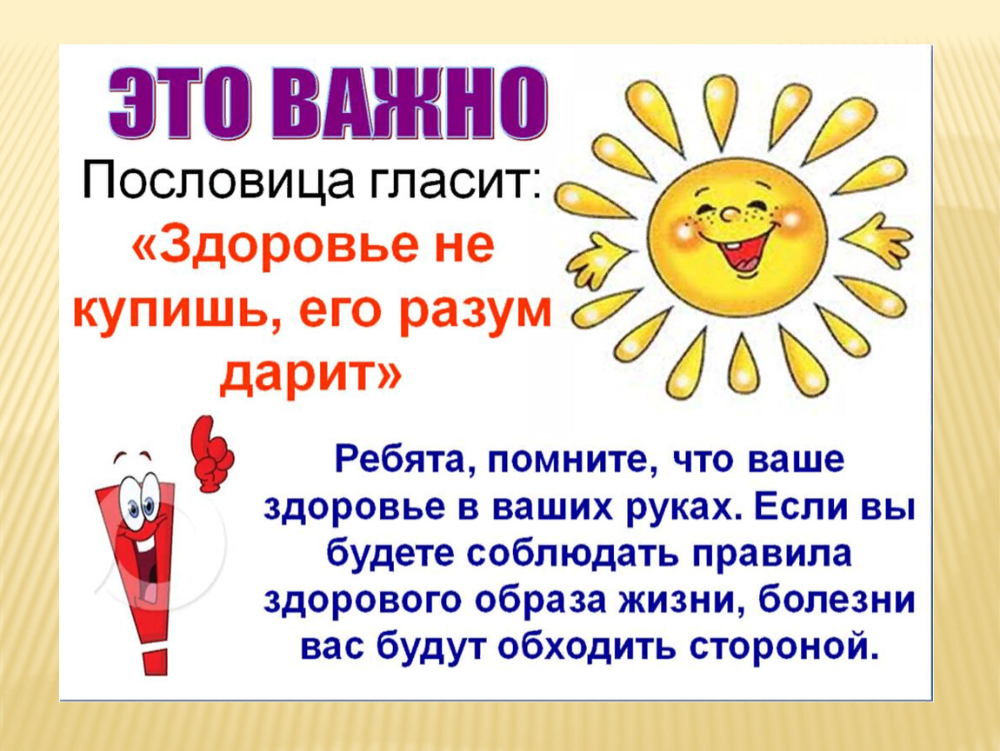 ЭТО ВАЖНО
Пословица гласит:
«Здоровье не
купишь, его разум
дарит»
Ребята, помните, что ваше
здоровье в ваших руках. Если вы
будете соблюдать правила
здорового образа жизни, болезни
вас будут обходить стороной.